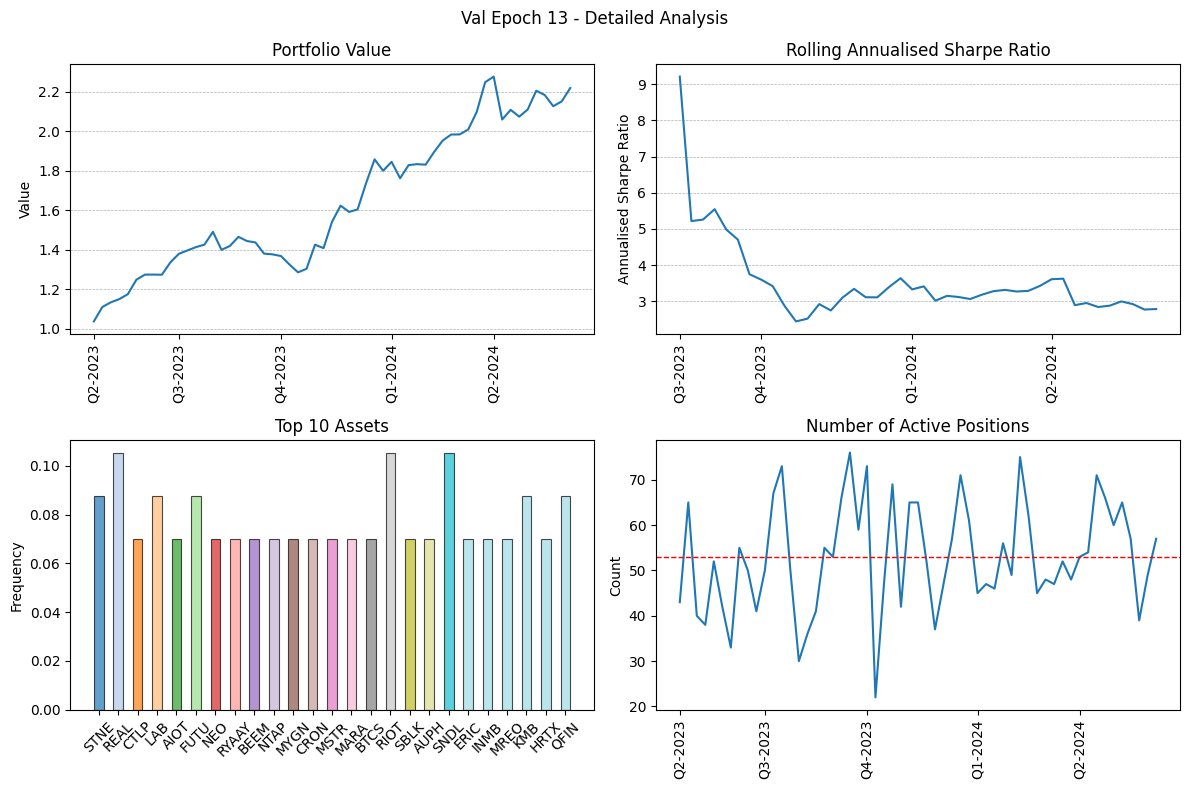 Val Epoch 13 - Detailed Analysis
Portfolio Value
Value
2.2
2.0
1.8
1.6
1.4
1.2
1.0
Q2-2023
Q3-2023
Q4-2023
Q1-2024
Q2-2024
Rolling Annualised Sharpe Ratio
Annualised Sharpe Ratio
9
8
7
6
5
4
3
Q3-2023
Q4-2023
Q1-2024
Q2-2024
Top 10 Assets
Frequency
0.10
0.08
0.06
0.04
0.02
0.00
STNE
REAL
CTLP
LAB
AIOT
FUTU
NEO
RYAAY
BEEM
NTAP
MYGN
CRON
MSTR
MARA
BTCS
RIOT
SBLK
AUPH
SNDL
ERIC
INMB
MREO
KMB
HRTX
QFIN
Number of Active Positions
Count
70
60
50
40
30
20
Q2-2023
Q3-2023
Q4-2023
Q1-2024
Q2-2024